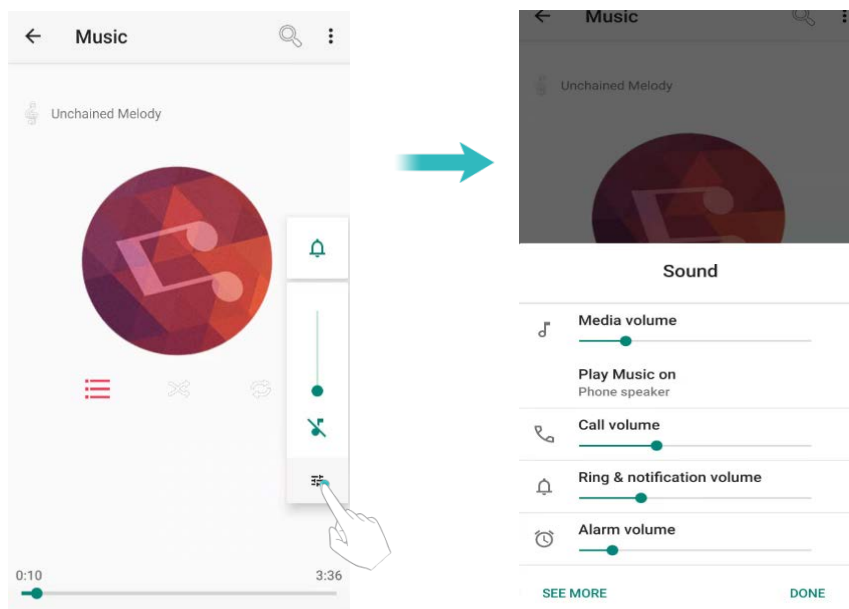 Music
Unchained Melody
0:10
3:36
Music
Unchained Melody
Sound
Media volume
Play Music on
Phone speaker
Call volume
Ring & notification volume
Alarm volume
SEE MORE
DONE